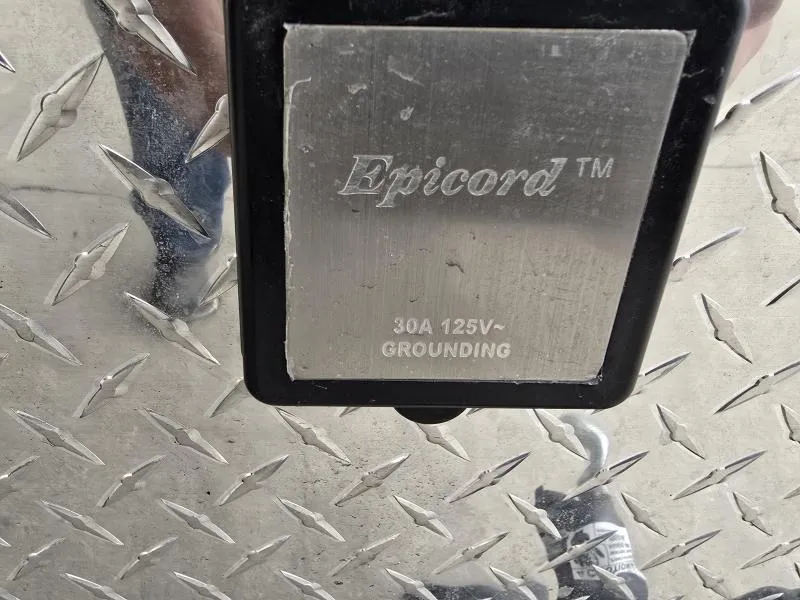 Epicord™
30A 125V~
GROUNDING